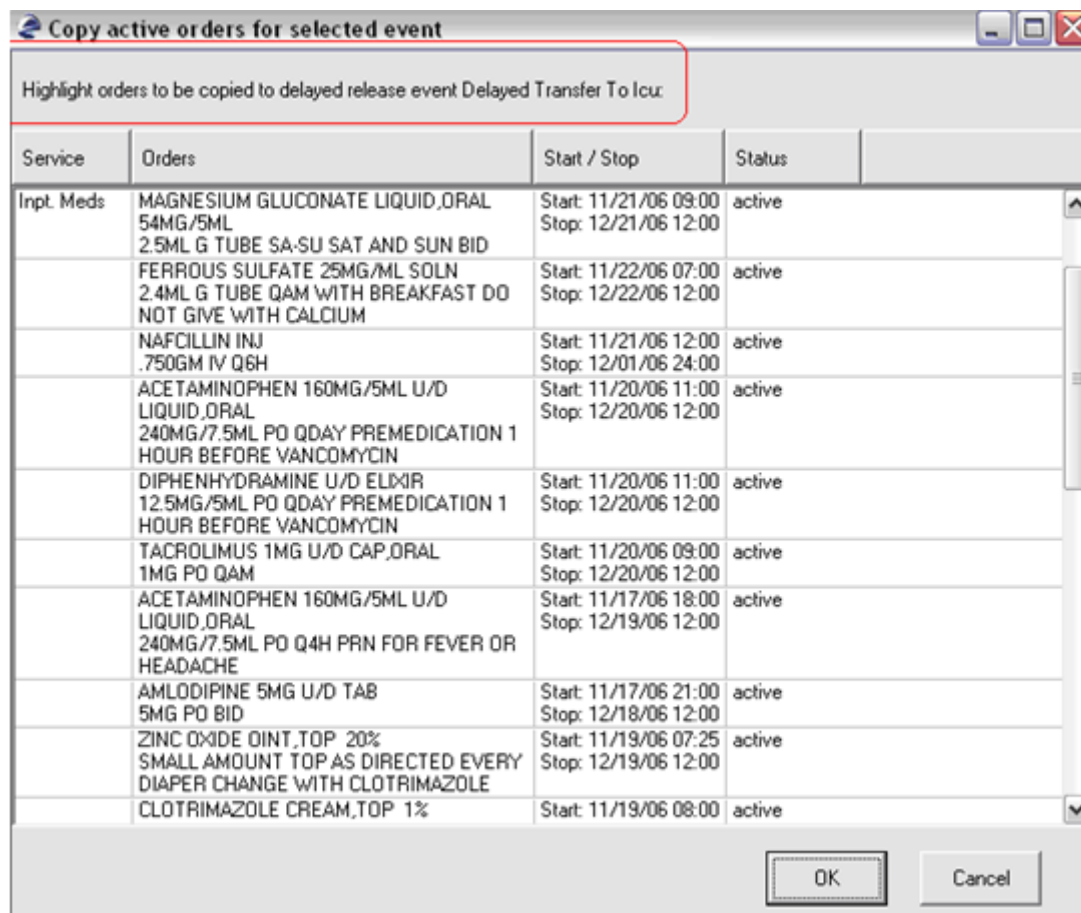 Copy active orders for selected event
Highlight orders to be copied to delayed release event Delayed Transfer To Icu:
Service Orders Start / Stop Status
Inpt. Meds MAGNESIUM GLUCONATE LIQUID,ORAL Start: 11/21/06 09:00 active
54MG/5ML Stop: 12/21/06 12:00
2.5ML G TUBE SA-SU SAT AND SUN BID
FERROUS SULFATE 25MG/ML SOLN Start: 11/22/06 07:00 active
2.4ML G TUBE QAM WITH BREAKFAST DO Stop: 12/22/06 12:00
NOT GIVE WITH CALCIUM
NAFCILLIN INJ Start: 11/21/06 12:00 active
.750GM IV Q6H Stop: 12/01/06 24:00
ACETAMINOPHEN 160MG/5ML U/D Start: 11/20/06 11:00 active
LIQUID,ORAL Stop: 12/20/06 12:00
240MG/7.5ML PO QDAY PREMEDICATION 1
HOUR BEFORE VANCOMYCIN
DIPHENHYDRAMINE U/D ELIXIR Start: 11/20/06 11:00 active
12.5MG/5ML PO QDAY PREMEDICATION 1 Stop: 12/20/06 12:00
HOUR BEFORE VANCOMYCIN
TACROLIMUS 1MG U/D CAP,ORAL Start: 11/20/06 09:00 active
1MG PO QAM Stop: 12/20/06 12:00
ACETAMINOPHEN 160MG/5ML U/D Start: 11/17/06 18:00 active
LIQUID,ORAL Stop: 12/19/06 12:00
240MG/7.5ML PO Q4H PRN FOR FEVER OR
HEADACHE
AMLODIPINE 5MG U/D TAB Start: 11/17/06 21:00 active
5MG PO BID Stop: 12/18/06 12:00
ZINC OXIDE OINT,TOP 20% Start: 11/19/06 07:25 active
SMALL AMOUNT TOP AS DIRECTED EVERY Stop: 12/19/06 12:00
DIAPER CHANGE WITH CLOTRIMAZOLE
CLOTRIMAZOLE CREAM,TOP 1% Start: 11/19/06 08:00 active
OK Cancel